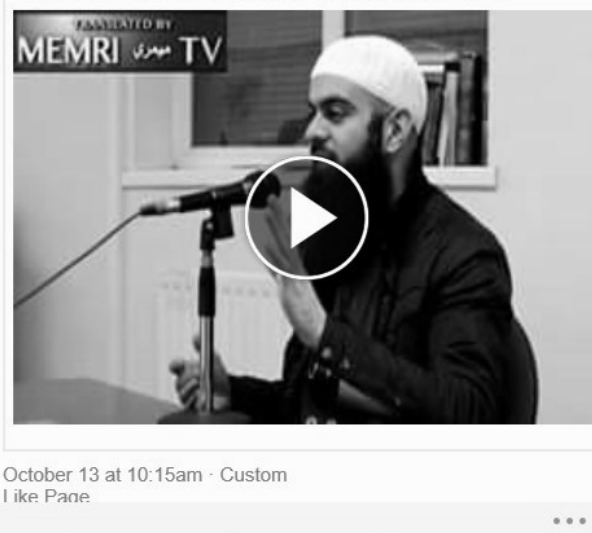 TRANSLATED BY
MEMRI ميمري TV
October 13 at 10:15am · Custom
Like Page